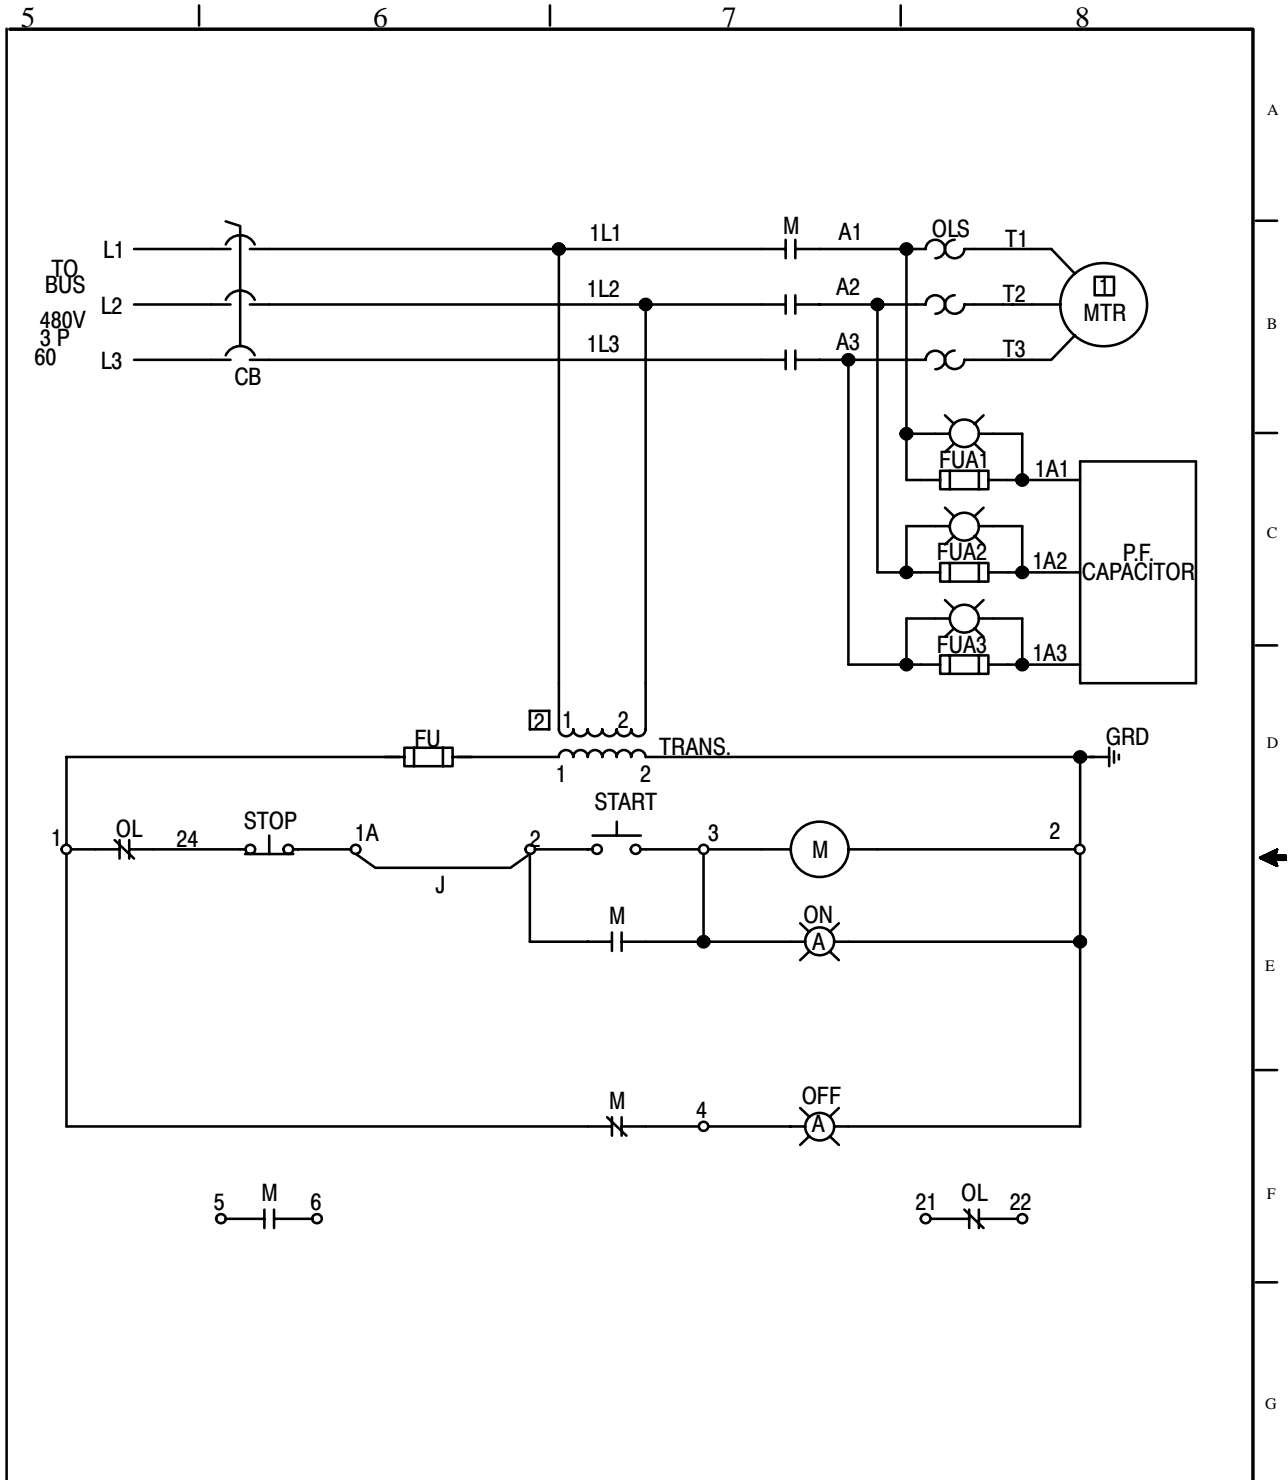 5 6 7 8
A
L1 1L1 M A1 OLS T1
TO
BUS
L2 1L2 A2 T2 1
MTR
480V
3 P
60
L3 1L3 A3 T3
CB
B
FUA1 1A1
FUA2 1A2
C
P.F.
CAPACITOR
FUA3 1A3
2 1 2
FU TRANS. GRD
D
1 2
START
1 OL 24 STOP 1A 2 3 M 2
J
M ON
A
E
M 4 OFF
A
5 M 6 21 OL 22
F
G